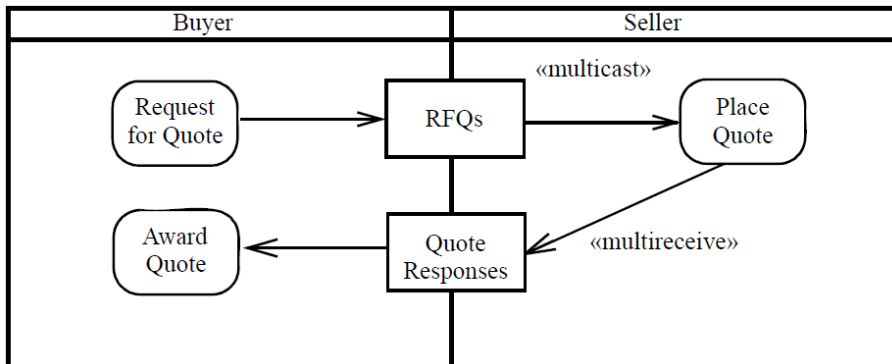 Buyer
Seller
«multicast»
Request
for Quote
RFQs
Place
Quote
Award
Quote
Quote
Responses
«multireceive»